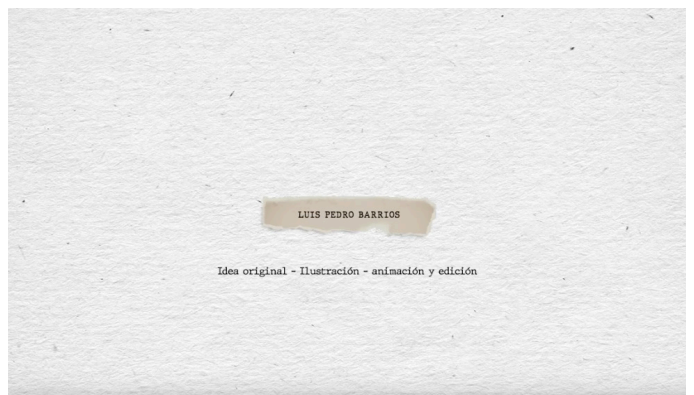 LUIS PEDRO BARRIOS
Idea original - Ilustración - animación y edición